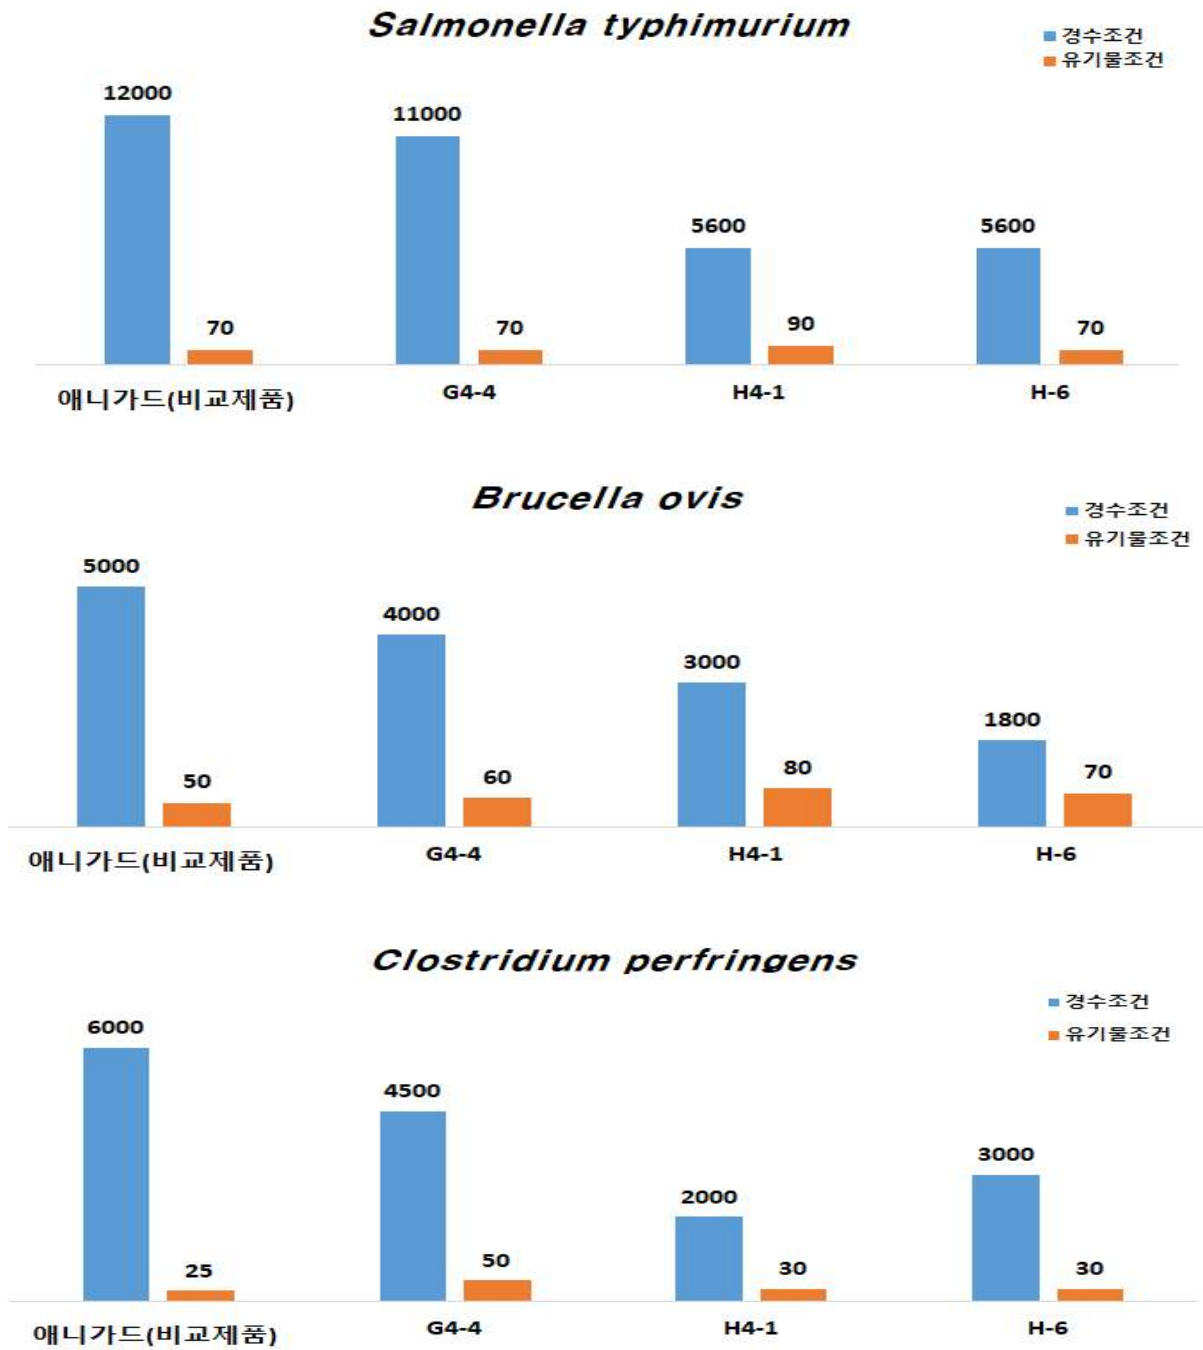 Salmonella typhimurium
경수조건
유기물조건
12000
11000
5600
5600
70
70
90
70
애니가드(비교제품)
G4-4
H4-1
H-6
Brucella ovis
경수조건
유기물조건
5000
4000
3000
1800
50
60
80
70
애니가드(비교제품)
G4-4
H4-1
H-6
Clostridium perfringens
경수조건
유기물조건
6000
4500
2000
3000
25
50
30
30
애니가드(비교제품)
G4-4
H4-1
H-6